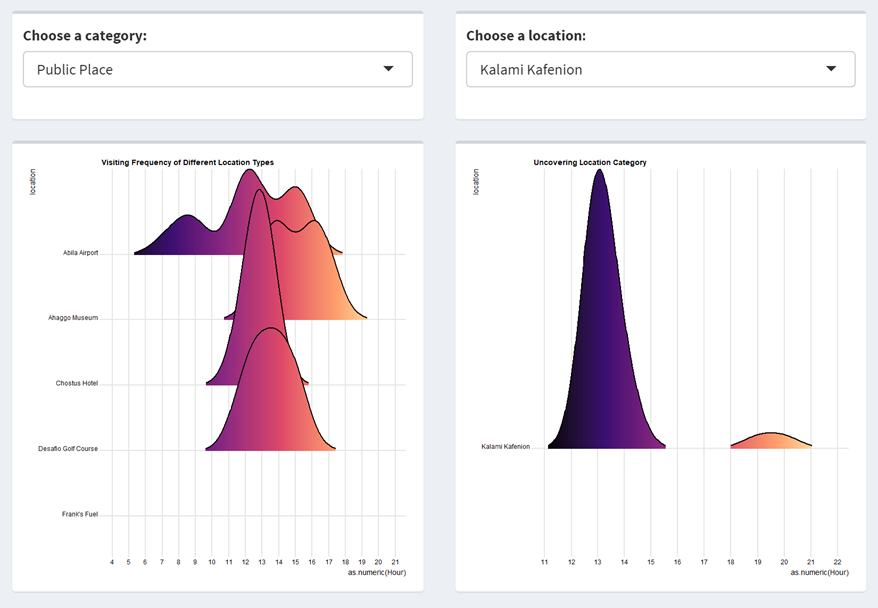 Choose a category:
Public Place
Choose a location:
Kalami Kafenion
Visiting Frequency of Different Location Types
location
Abila Airport
Ahaggo Museum
Chostus Hotel
Desafio Golf Course
Frank's Fuel
4 5 6 7 8 9 10 11 12 13 14 15 16 17 18 19 20 21
as.numeric(Hour)
Uncovering Location Category
location
Kalami Kafenion
11 12 13 14 15 16 17 18 19 20 21 22
as.numeric(Hour)